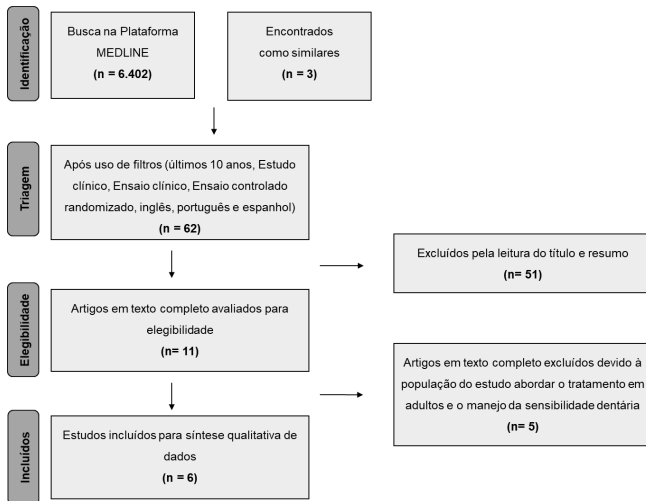 Identificação
Busca na Plataforma
MEDLINE
(n = 6.402)
Encontrados
como similares
(n = 3)
Triagem
Após uso de filtros (últimos 10 anos, Estudo
clínico, Ensaio clínico, Ensaio controlado
randomizado, inglês, português e espanhol)
(n = 62)
Excluídos pela leitura do título e resumo
(n= 51)
Elegibilidade
Artigos em texto completo avaliados para
elegibilidade
(n= 11)
Artigos em texto completo excluídos devido à
população do estudo abordar o tratamento em
adultos e o manejo da sensibilidade dentária
(n= 5)
Incluídos
Estudos incluídos para síntese qualitativa de
dados
(n = 6)